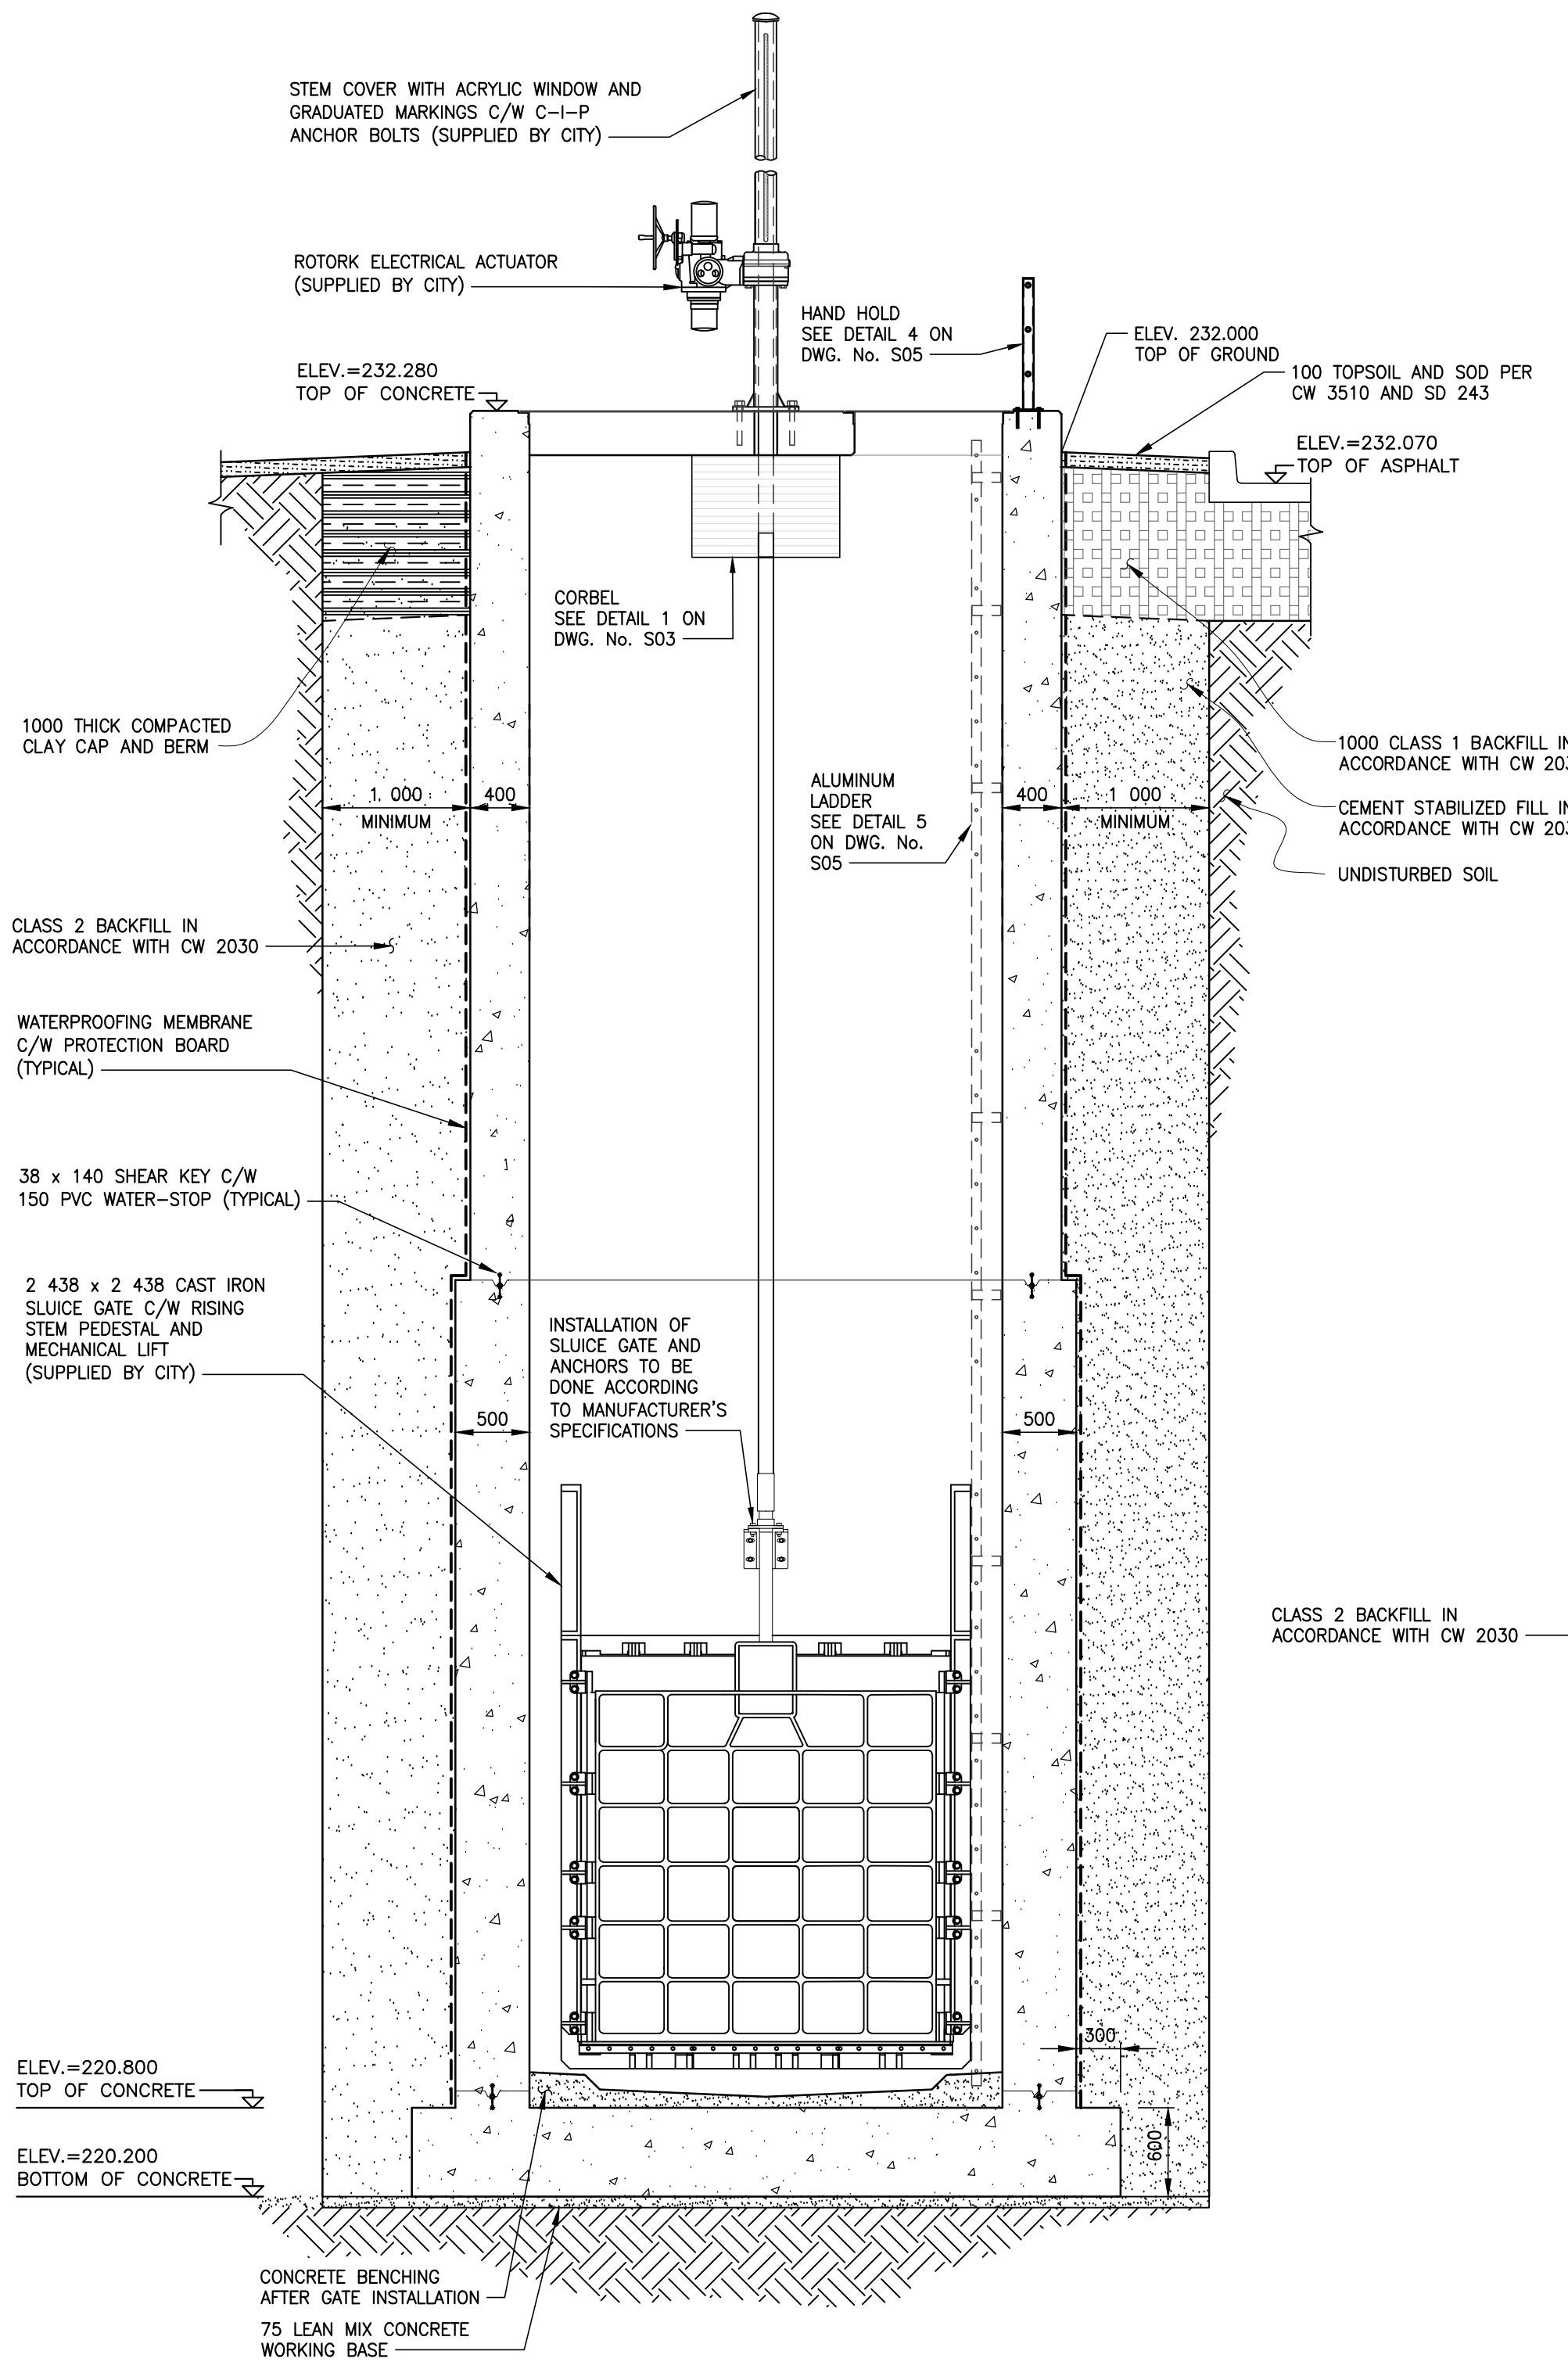 STEM COVER WITH ACRYLIC WINDOW AND
GRADUATED MARKINGS C/W C-I-P
ANCHOR BOLTS (SUPPLIED BY CITY)
ROTORK ELECTRICAL ACTUATOR
(SUPPLIED BY CITY)
HAND HOLD
SEE DETAIL 4 ON
DWG. No. S05
ELEV. 232.000
TOP OF GROUND
100 TOPSOIL AND SOD PER
CW 3510 AND SD 243
ELEV.=232.280
TOP OF CONCRETE
ELEV.=232.070
TOP OF ASPHALT
CORBEL
SEE DETAIL 1 ON
DWG. No. S03
1000 THICK COMPACTED
CLAY CAP AND BERM
1000 CLASS 1 BACKFILL IN
ACCORDANCE WITH CW
ALUMINUM
LADDER
SEE DETAIL 5
ON DWG. No.
S05
1 000
MINIMUM
400
400
1 000
MINIMUM
CEMENT STABILIZED FILL IN
ACCORDANCE WITH CW
UNDISTURBED SOIL
CLASS 2 BACKFILL IN
ACCORDANCE WITH CW 2030
WATERPROOFING MEMBRANE
C/W PROTECTION BOARD
(TYPICAL)
38 x 140 SHEAR KEY C/W
150 PVC WATER-STOP (TYPICAL)
2 438 x 2 438 CAST IRON
SLUICE GATE C/W RISING
STEM PEDESTAL AND
MECHANICAL LIFT
(SUPPLIED BY CITY)
INSTALLATION OF
SLUICE GATE AND
ANCHORS TO BE
DONE ACCORDING
TO MANUFACTURER'S
SPECIFICATIONS
500
500
CLASS 2 BACKFILL IN
ACCORDANCE WITH CW 2030
300
ELEV.=220.800
TOP OF CONCRETE
600
ELEV.=220.200
BOTTOM OF CONCRETE
CONCRETE BENCHING
AFTER GATE INSTALLATION
75 LEAN MIX CONCRETE
WORKING BASE